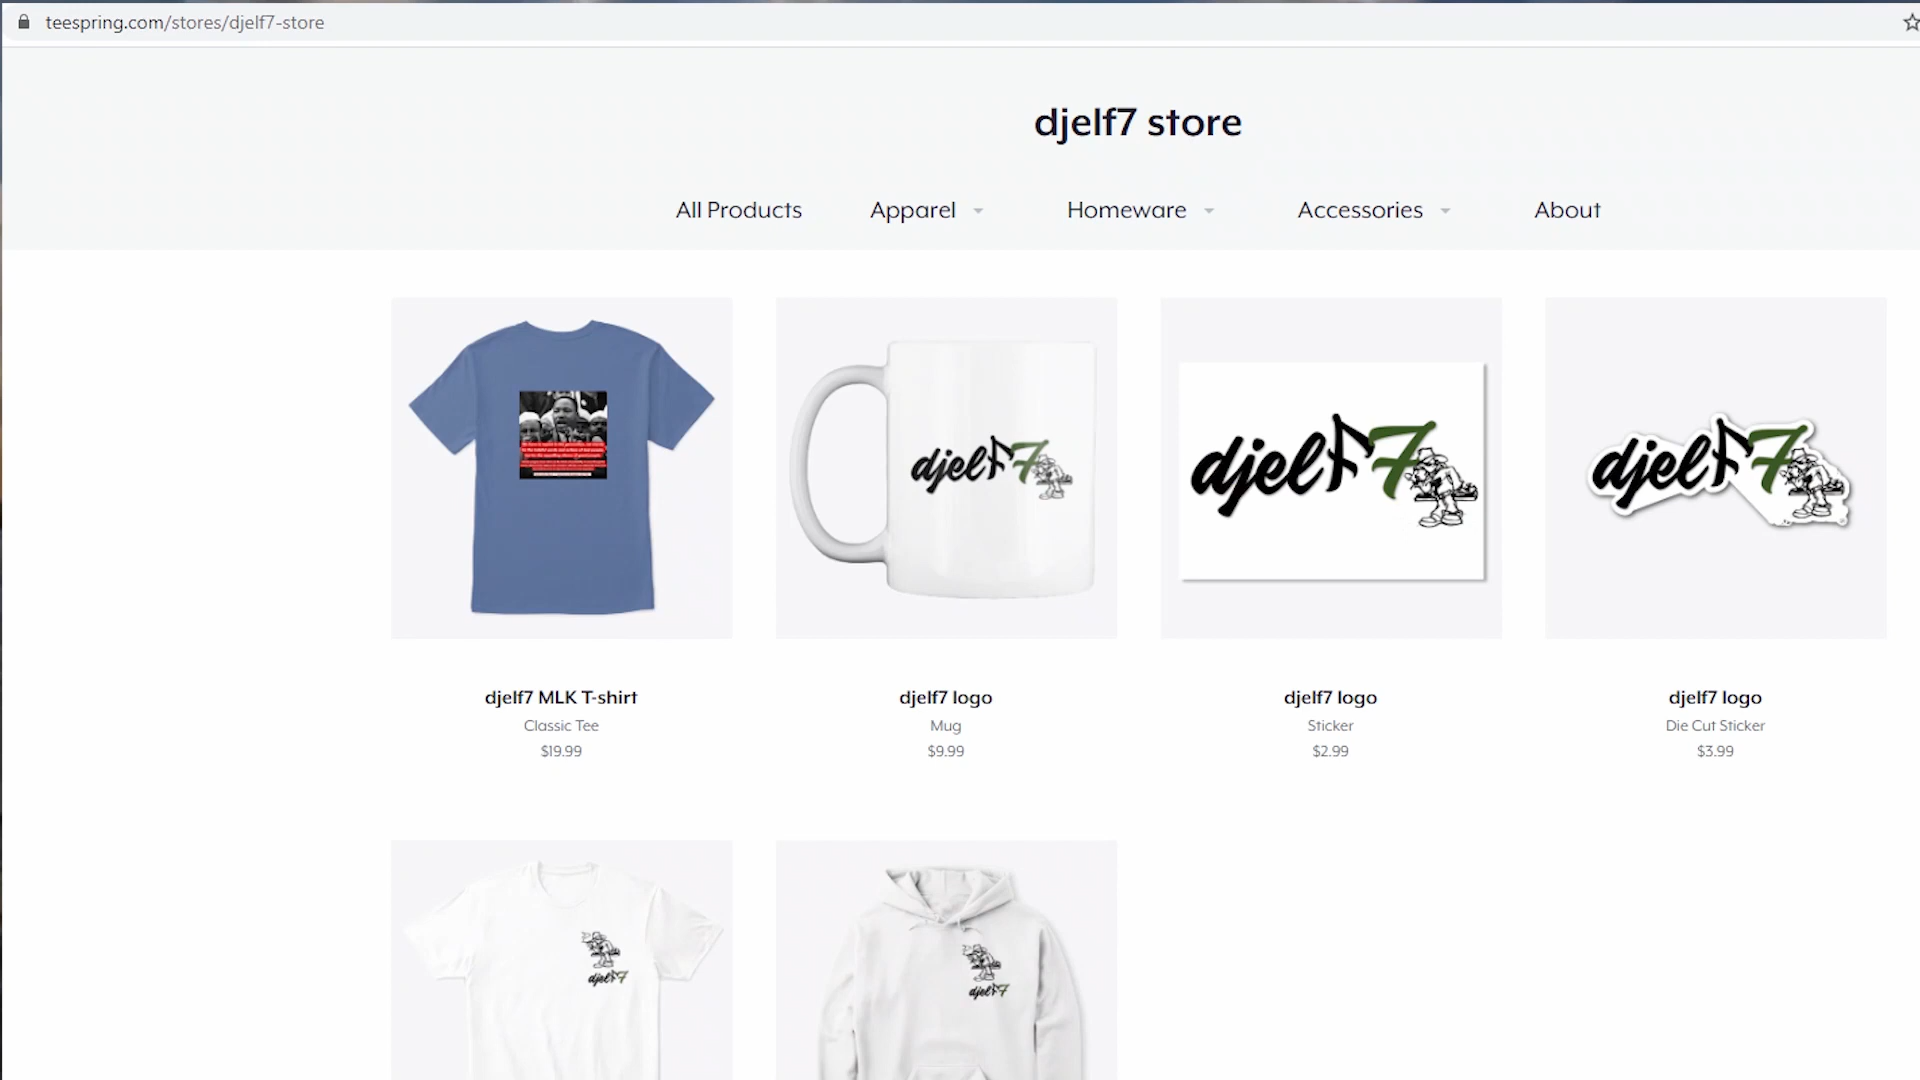 teespring.com/stores/djelf7-store
djelf7 store
All Products Apparel Homeware Accessories About
djelf7
djelf7
djelf7
djelf7 MLK T-shirt
Classic Tee
$19.99
djelf7 logo
Mug
$9.99
djelf7 logo
Sticker
$2.99
djelf7 logo
Die Cut Sticker
$3.99
djelf7
djelf7